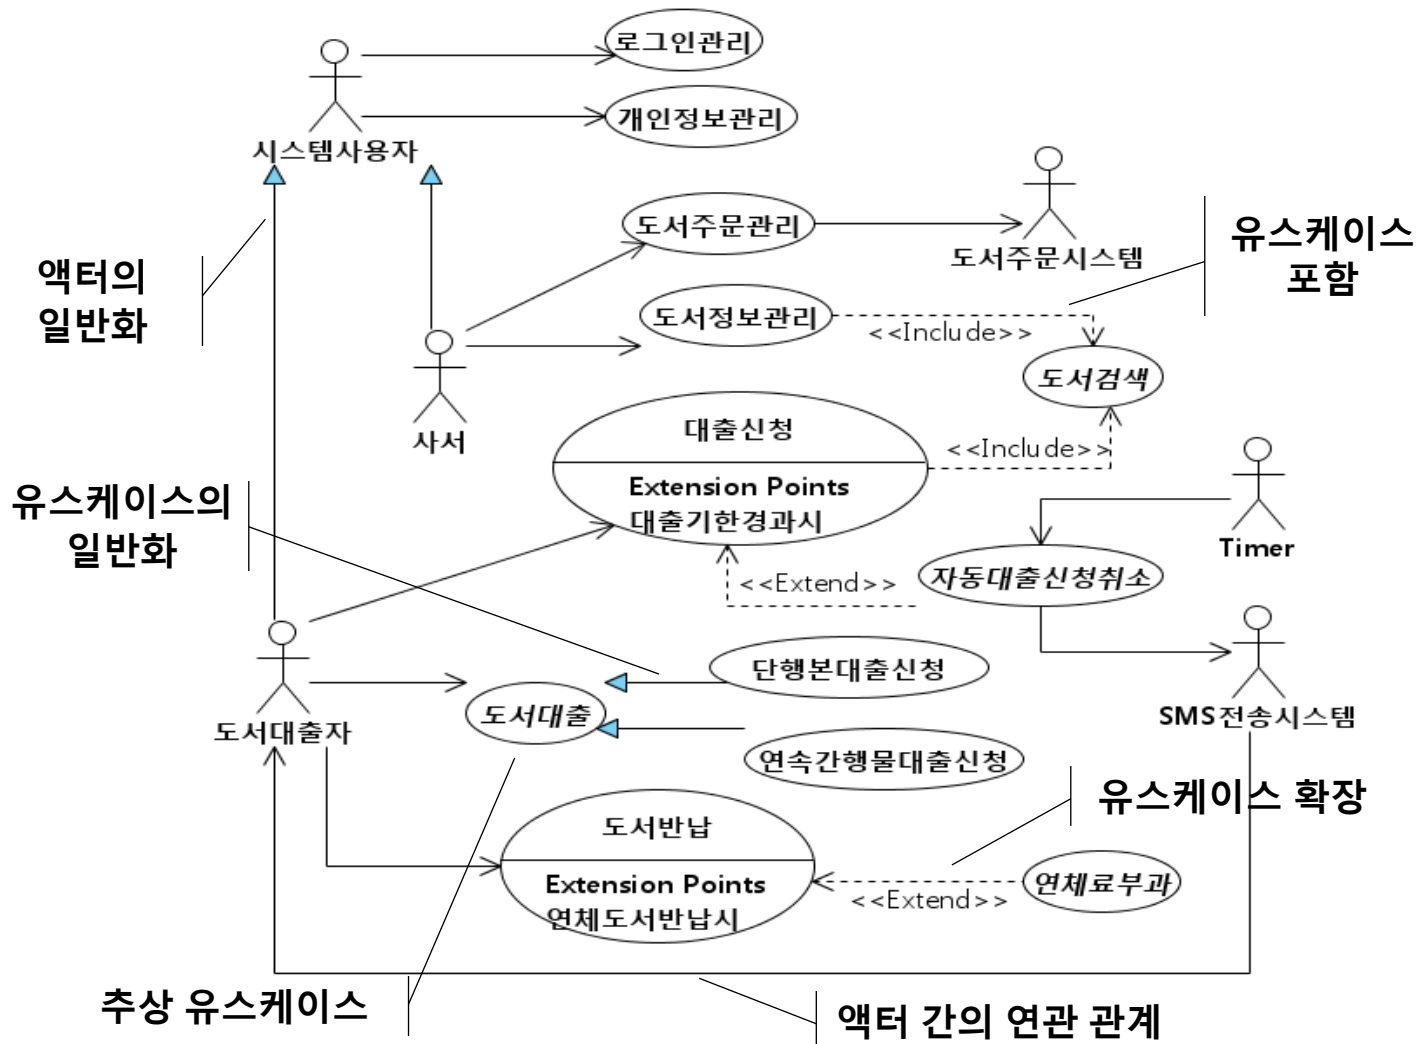 로그인관리
개인정보관리
시스템사용자
도서주문관리
도서주문시스템
유스케이스
포함
액터의
일반화
도서정보관리
<<Include>>
도서검색
사서
대출신청
<<Include>>
Extension Points
대출기한경과시
유스케이스의
일반화
Timer
<<Extend>>
자동대출신청취소
단행본대출신청
도서대출
도서대출자
SMS전송시스템
연속간행물대출신청
유스케이스 확장
도서반납
Extension Points
연체도서반납시
<<Extend>>
연체료부과
추상 유스케이스
액터 간의 연관 관계